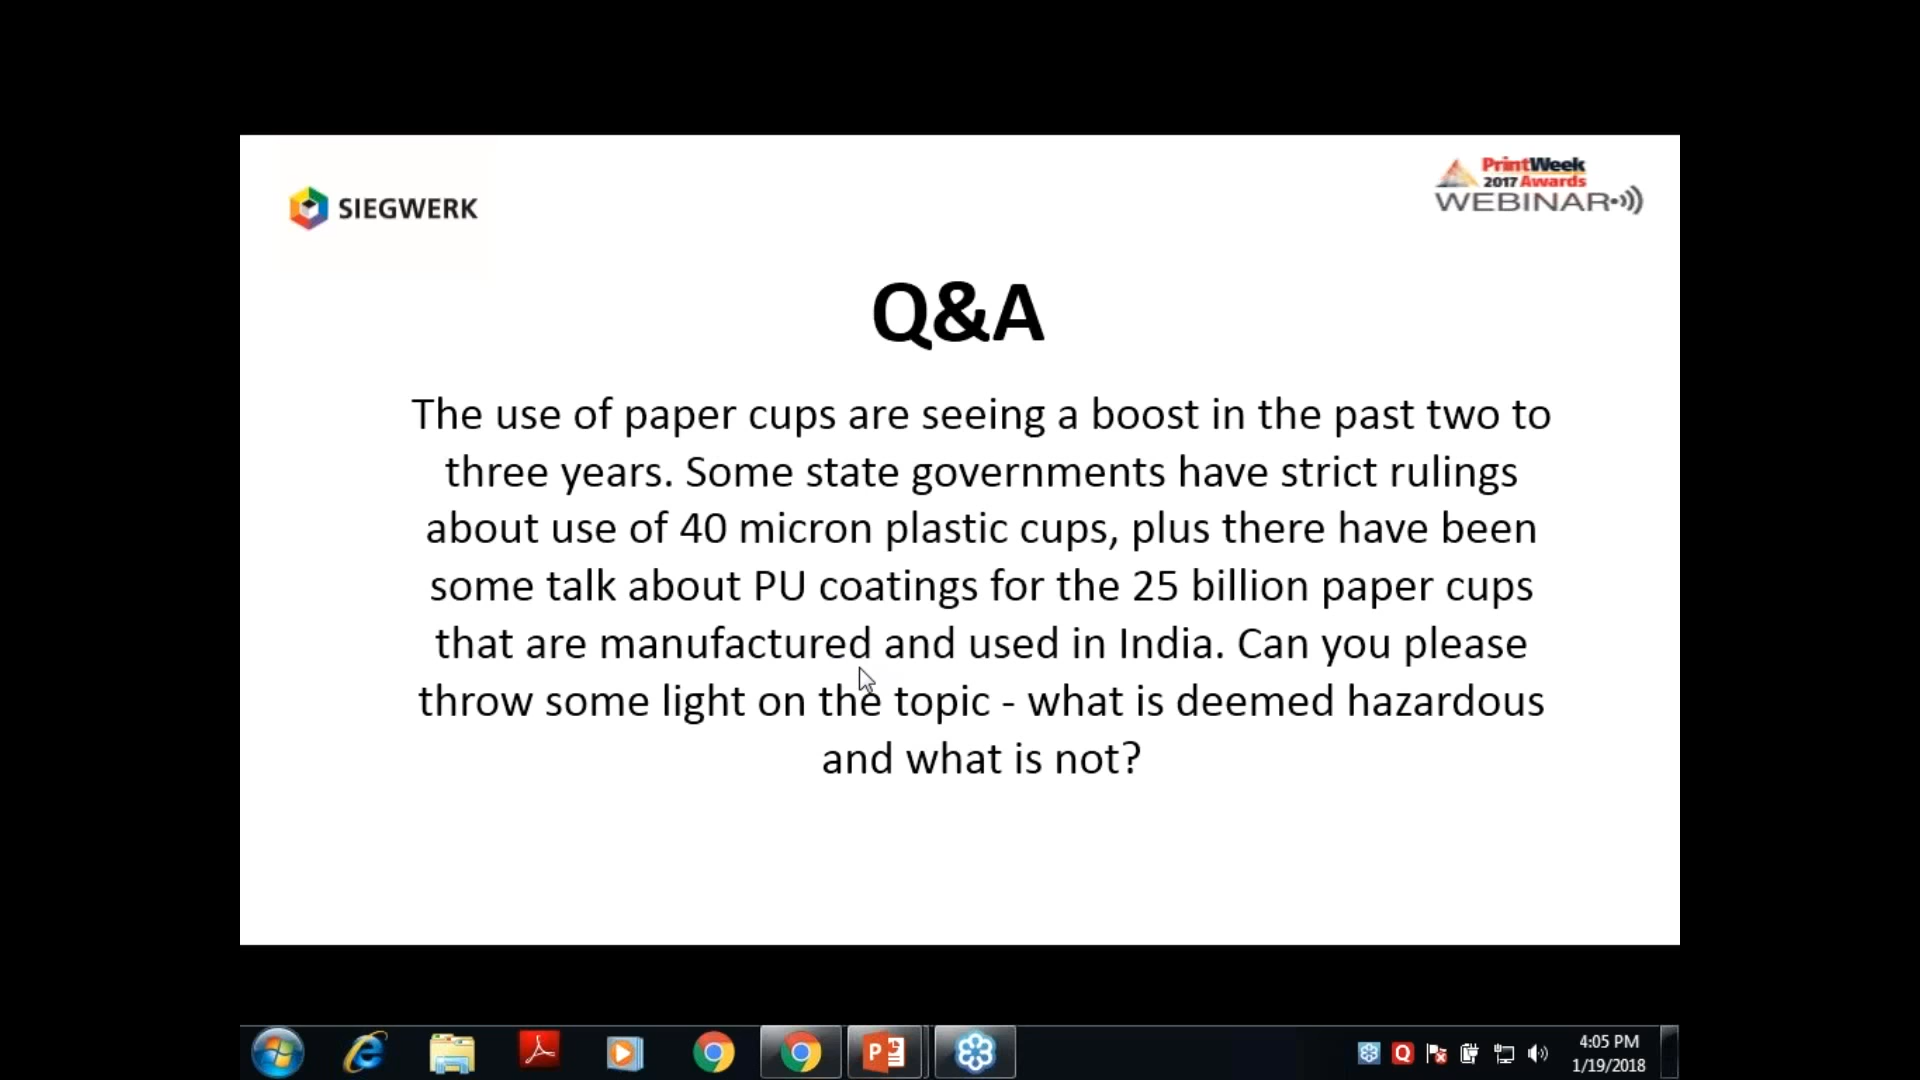 SIEGWERK
PrintWeek
2017 Awards
WEBINAR
Q&A
The use of paper cups are seeing a boost in the past two to
three years. Some state governments have strict rulings
about use of 40 micron plastic cups, plus there have been
some talk about PU coatings for the 25 billion paper cups
that are manufactured and used in India. Can you please
throw some light on the topic - what is deemed hazardous
and what is not?
4:05 PM
1/19/2018